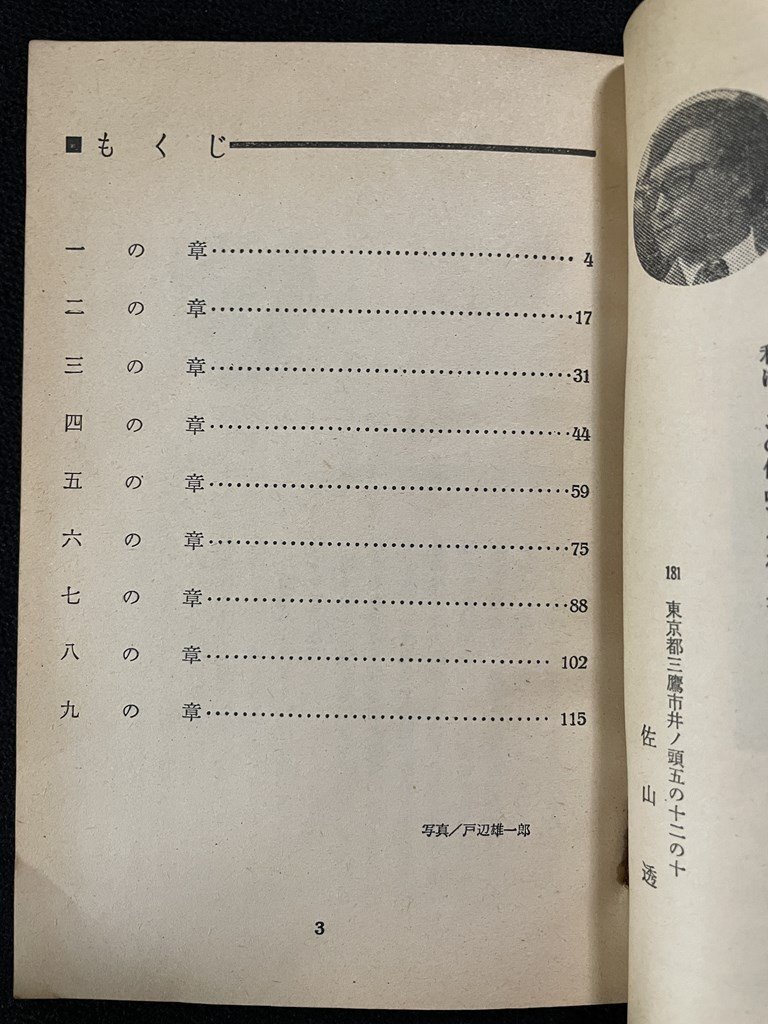 ■もくじ
一の章 4
二の章 17
三の章 31
四の章 44
五の章 59
六の章 75
七の章 88
八の章 102
九の章 115
写真/戸辺雄一郎
3
181 東京都三鷹市井ノ頭五の十二の十
佐山透